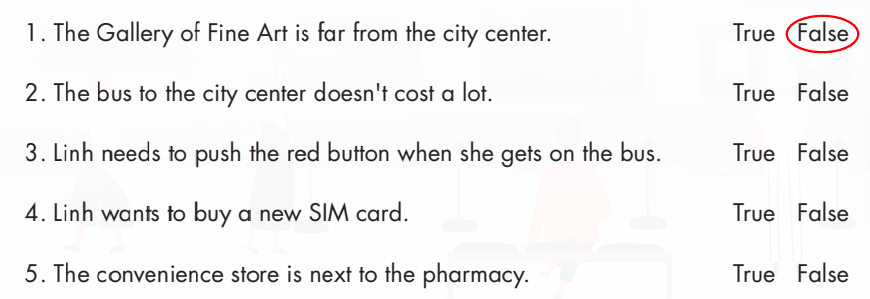 1. The Gallery of Fine Art is far from the city center. True False
2. The bus to the city center doesn't cost a lot. True False
3. Linh needs to push the red button when she gets on the bus. True False
4. Linh wants to buy a new SIM card. True False
5. The convenience store is next to the pharmacy. True False